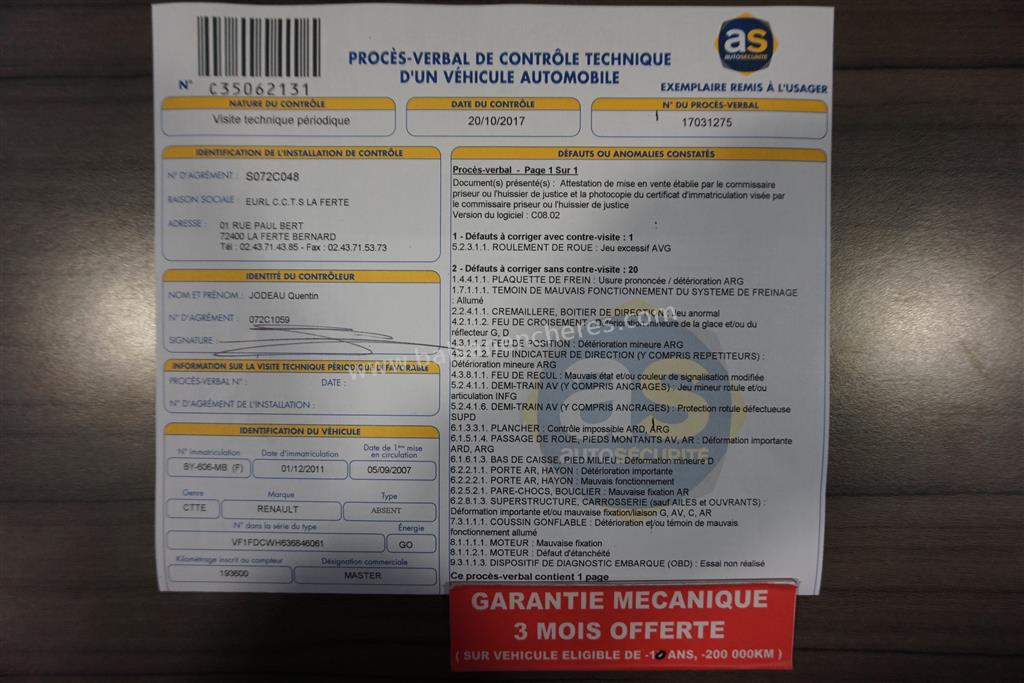 PROCÈS-VERBAL DE CONTRÔLE TECHNIQUE
D'UN VÉHICULE AUTOMOBILE
as
AUTOSECURITE
N° C35062131
EXEMPLAIRE REMIS À L'USAGER
NATURE DU CONTRÔLE
Visite technique périodique
DATE DU CONTRÔLE
20/10/2017
N° DU PROCÈS-VERBAL
17031275
IDENTIFICATION DE L'INSTALLATION DE CONTRÔLE
N° D'AGRÉMENT : S072C048
RAISON SOCIALE : EURL C.C.T.S LA FERTE
ADRESSE : 01 RUE PAUL BERT
72400 LA FERTE BERNARD
Tél : 02.43.71.43.85 - Fax : 02.43.71.53.73
IDENTITÉ DU CONTRÔLEUR
NOM ET PRÉNOM : JODEAU Quentin
N° D'AGRÉMENT : 072C1059
SIGNATURE :
INFORMATION SUR LA VISITE TECHNIQUE PÉRIODIQUE DÉFAVORABLE
PROCÈS-VERBAL N° : DATE :
N° D'AGRÉMENT DE L'INSTALLATION :
IDENTIFICATION DU VÉHICULE
N° immatriculation
Date d'immatriculation
Date de 1ère mise
en circulation
BY-606-MB (F)
01/12/2011
05/09/2007
Genre
Marque
Type
CTTE
RENAULT
ABSENT
N° dans la série du type
Énergie
VF1FDCWH636846061
GO
Kilométrage inscrit au compteur
Désignation commerciale
193600
MASTER
DÉFAUTS OU ANOMALIES CONSTATÉS
Procès-verbal - Page 1 Sur 1
Document(s) présenté(s) : Attestation de mise en vente établie par le commissaire
priseur ou l'huissier de justice et la photocopie du certificat d'immatriculation visée par
le commissaire priseur ou l'huissier de justice
Version du logiciel : C08.02
1 - Défauts à corriger avec contre-visite : 1
5.2.3.1.1. ROULEMENT DE ROUE : Jeu excessif AVG
2 - Défauts à corriger sans contre-visite : 20
1.4.4.1.1. PLAQUETTE DE FREIN : Usure prononcée / détérioration ARG
1.7.1.1.1. TEMOIN DE MAUVAIS FONCTIONNEMENT DU SYSTEME DE FREINAGE
: Allumé
2.2.4.1.1. CREMAILLERE, BOITIER DE DIRECTION : Jeu anormal
4.2.1.1.2. FEU DE CROISEMENT : Détérioration mineure de la glace et/ou du
réflecteur G, D
4.3.1.1.2. FEU DE POSITION : Détérioration mineure ARG
4.3.2.1.2. FEU INDICATEUR DE DIRECTION (Y COMPRIS REPETITEURS) :
Détérioration mineure ARG
4.3.8.1.1. FEU DE RECUL : Mauvais état et/ou couleur de signalisation modifiée
5.2.4.1.1. DEMI-TRAIN AV (Y COMPRIS ANCRAGES) : Jeu mineur rotule et/ou
articulation INFG
5.2.4.1.6. DEMI-TRAIN AV (Y COMPRIS ANCRAGES) : Protection rotule défectueuse
SUPD
6.1.3.3.1. PLANCHER : Contrôle impossible ARD, ARG
6.1.5.1.4. PASSAGE DE ROUE, PIEDS MONTANTS AV, AR : Déformation importante
ARD, ARG
6.1.6.1.3. BAS DE CAISSE, PIED MILIEU : Déformation mineure D
6.2.2.1.1. PORTE AR, HAYON : Détérioration importante
6.2.2.2.1. PORTE AR, HAYON : Mauvais fonctionnement
6.2.5.2.1. PARE-CHOCS, BOUCLIER : Mauvaise fixation AR
6.2.8.1.3. SUPERSTRUCTURE, CARROSSERIE (sauf AILES et OUVRANTS) :
Déformation importante et/ou mauvaise fixation/liaison G, AV, C, AR
7.3.1.1.1. COUSSIN GONFLABLE : Détérioration et/ou témoin de mauvais
fonctionnement allumé
8.1.1.1.1. MOTEUR : Mauvaise fixation
8.1.1.2.1. MOTEUR : Défaut d'étanchéité
9.3.1.1.3. DISPOSITIF DE DIAGNOSTIC EMBARQUE (OBD) : Essai non réalisé
Ce procès-verbal contient 1 page
as
AUTOSECURITE
GARANTIE MECANIQUE
3 MOIS OFFERTE
( SUR VEHICULE ELIGIBLE DE -10 ANS, -200 000KM )